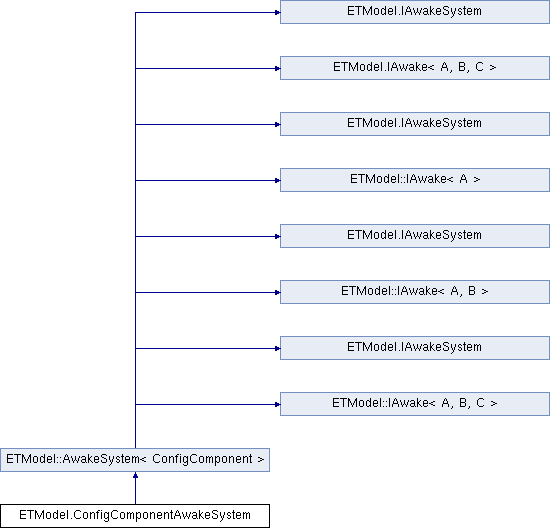 ETModel.IAwakeSystem
ETModel.IAwake< A, B, C >
ETModel.IAwakeSystem
ETModel::IAwake< A >
ETModel.IAwakeSystem
ETModel::IAwake< A, B >
ETModel.IAwakeSystem
ETModel::IAwake< A, B, C >
ETModel::AwakeSystem< ConfigComponent >
ETModel.ConfigComponentAwakeSystem